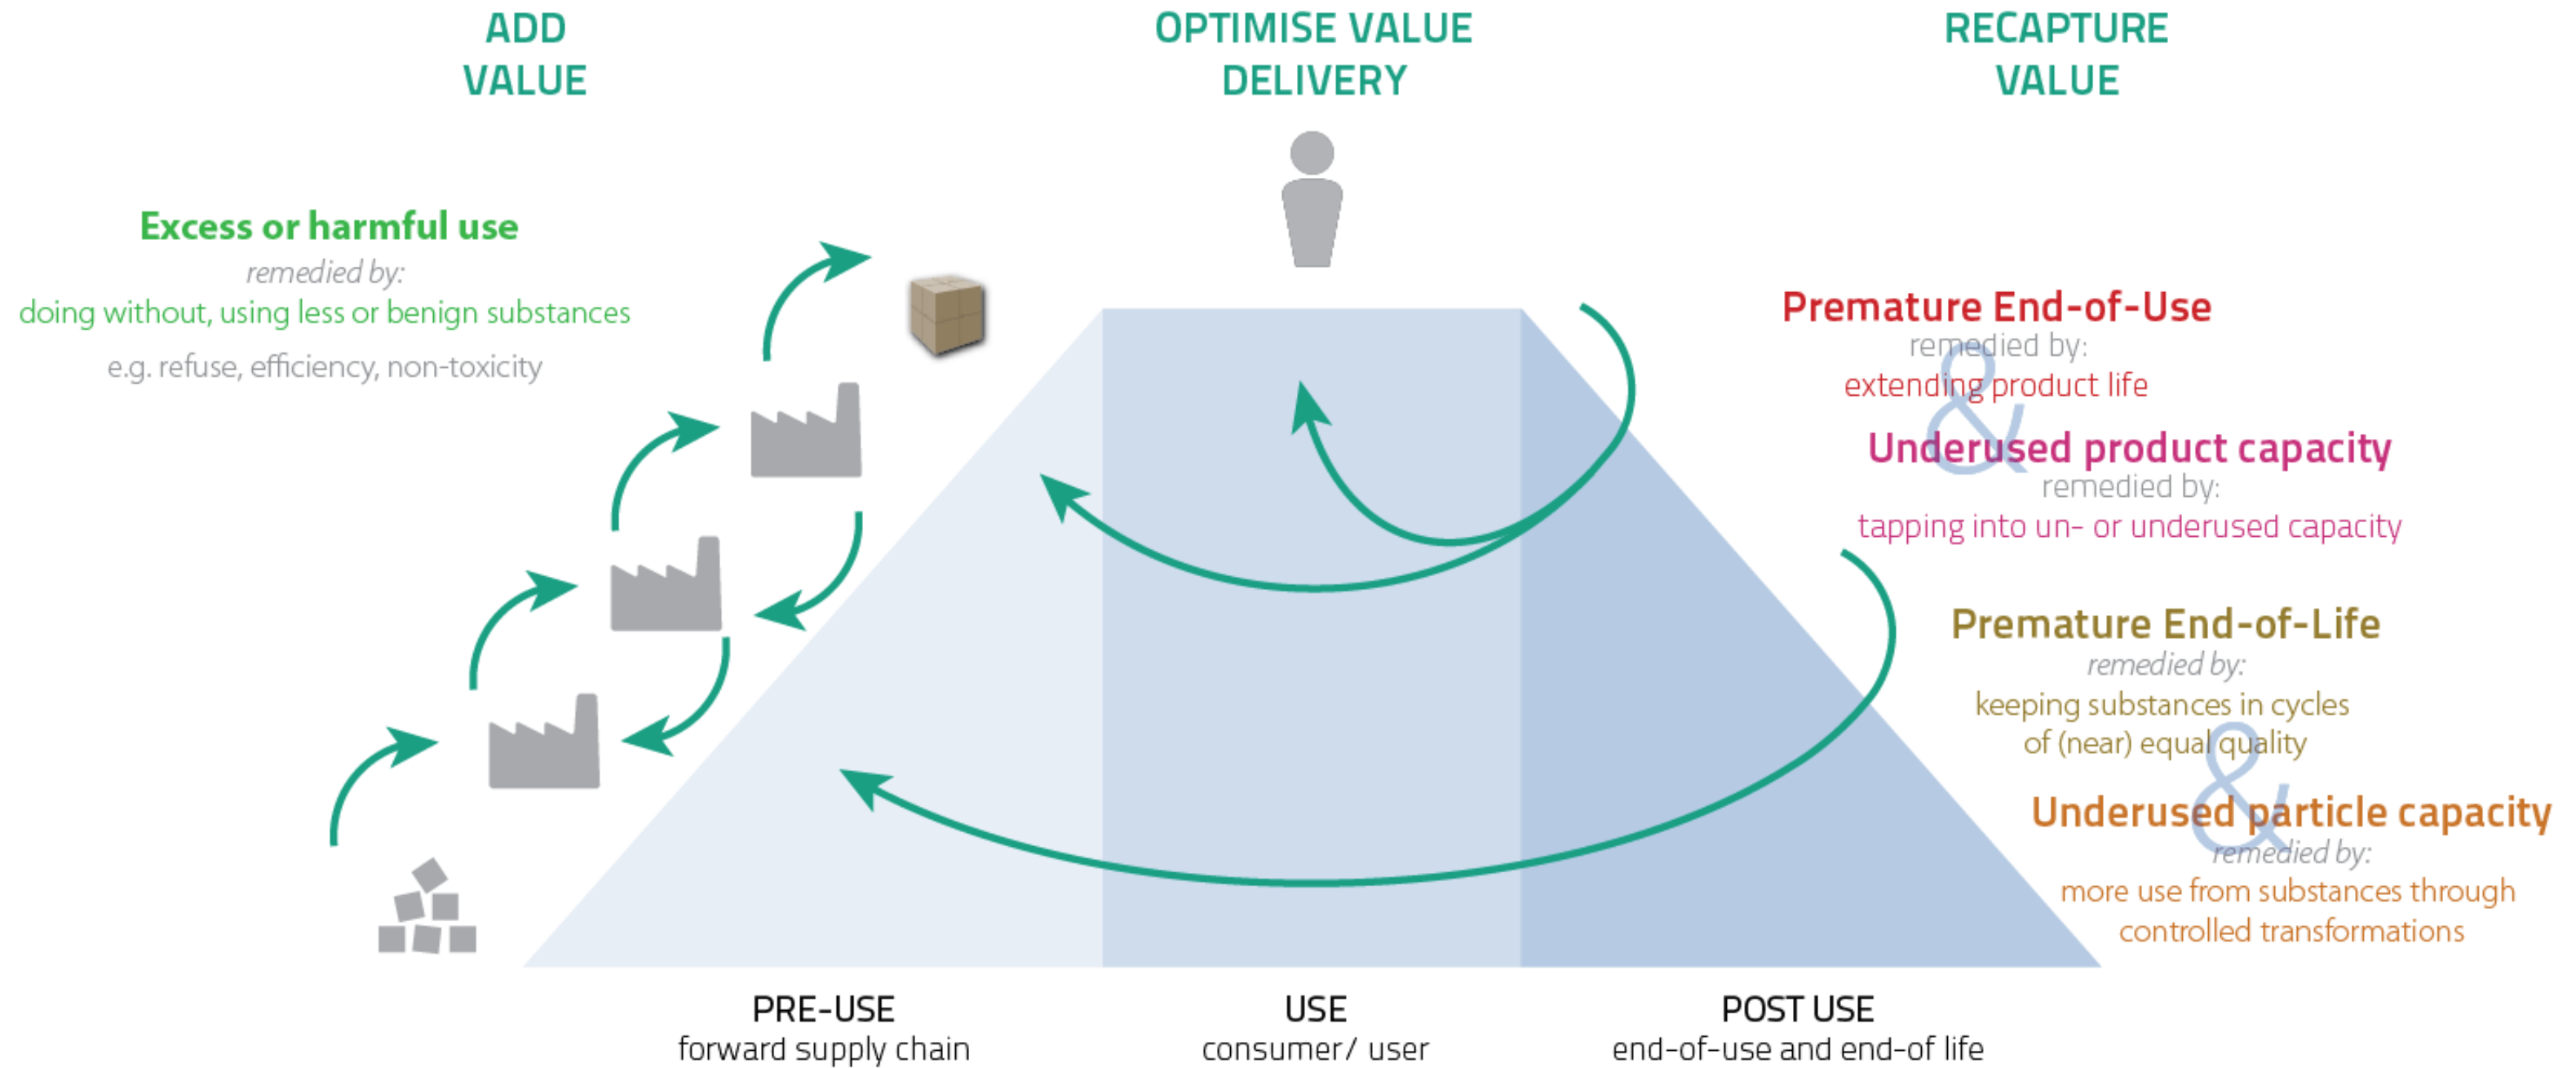 ADD
VALUE
OPTIMISE VALUE
DELIVERY
RECAPTURE
VALUE
Excess or harmful use
remedied by:
doing without, using less or benign substances
e.g. refuse, efficiency, non-toxicity
Premature End-of-Use
remedied by:
extending product life
&
Underused product capacity
remedied by:
tapping into un- or underused capacity
Premature End-of-Life
remedied by:
keeping substances in cycles
of (near) equal quality
&
Underused particle capacity
remedied by:
more use from substances through
controlled transformations
PRE-USE
forward supply chain
USE
consumer/ user
POST USE
end-of-use and end-of life